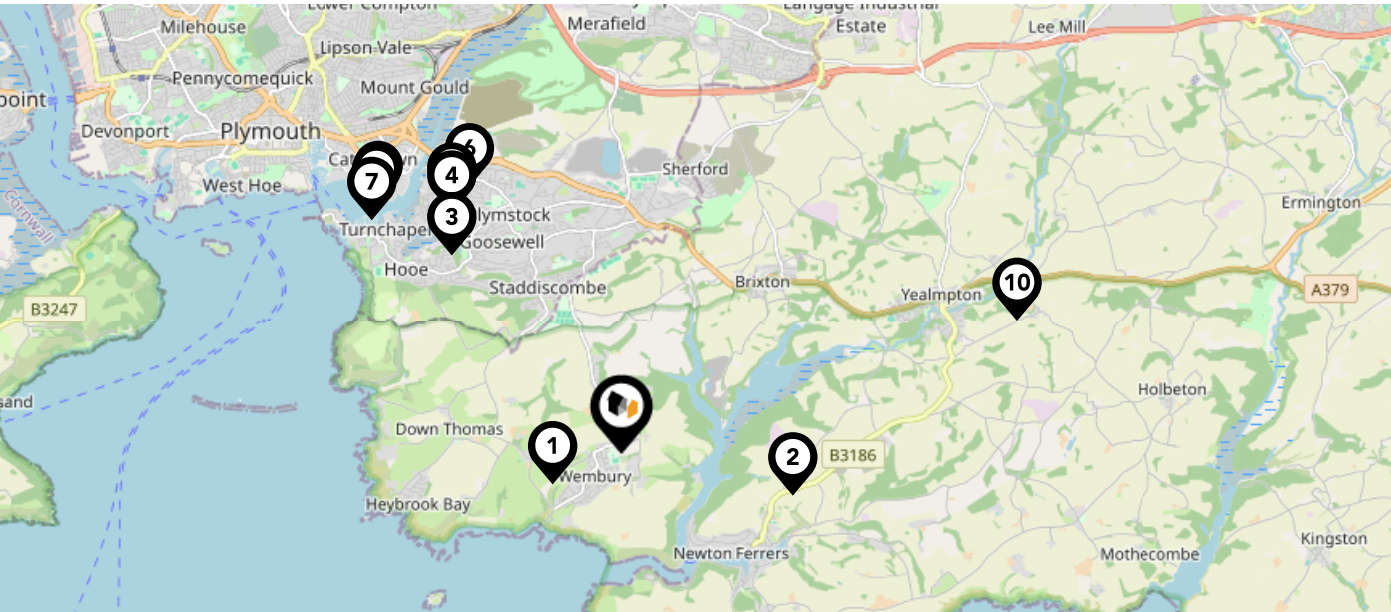 Lower Compton
Langage Industrial
Estate
Milehouse
Merafield
Lee Mill
Lipson Vale
Pennycomequick
Mount Gould
point
Devonport
Plymouth
6
4
7
West Hoe
Sherford
3
lymstock
Goosewell
Turnchapel
Ermington
Cornwall
Hooe
Staddiscombe
Brixton
Yealmpton
10
A379
B3247
sand
Holbeton
Down Thomas
1
2
B3186
Wembury
Heybrook Bay
Newton Ferrers
Mothecombe
Kingston